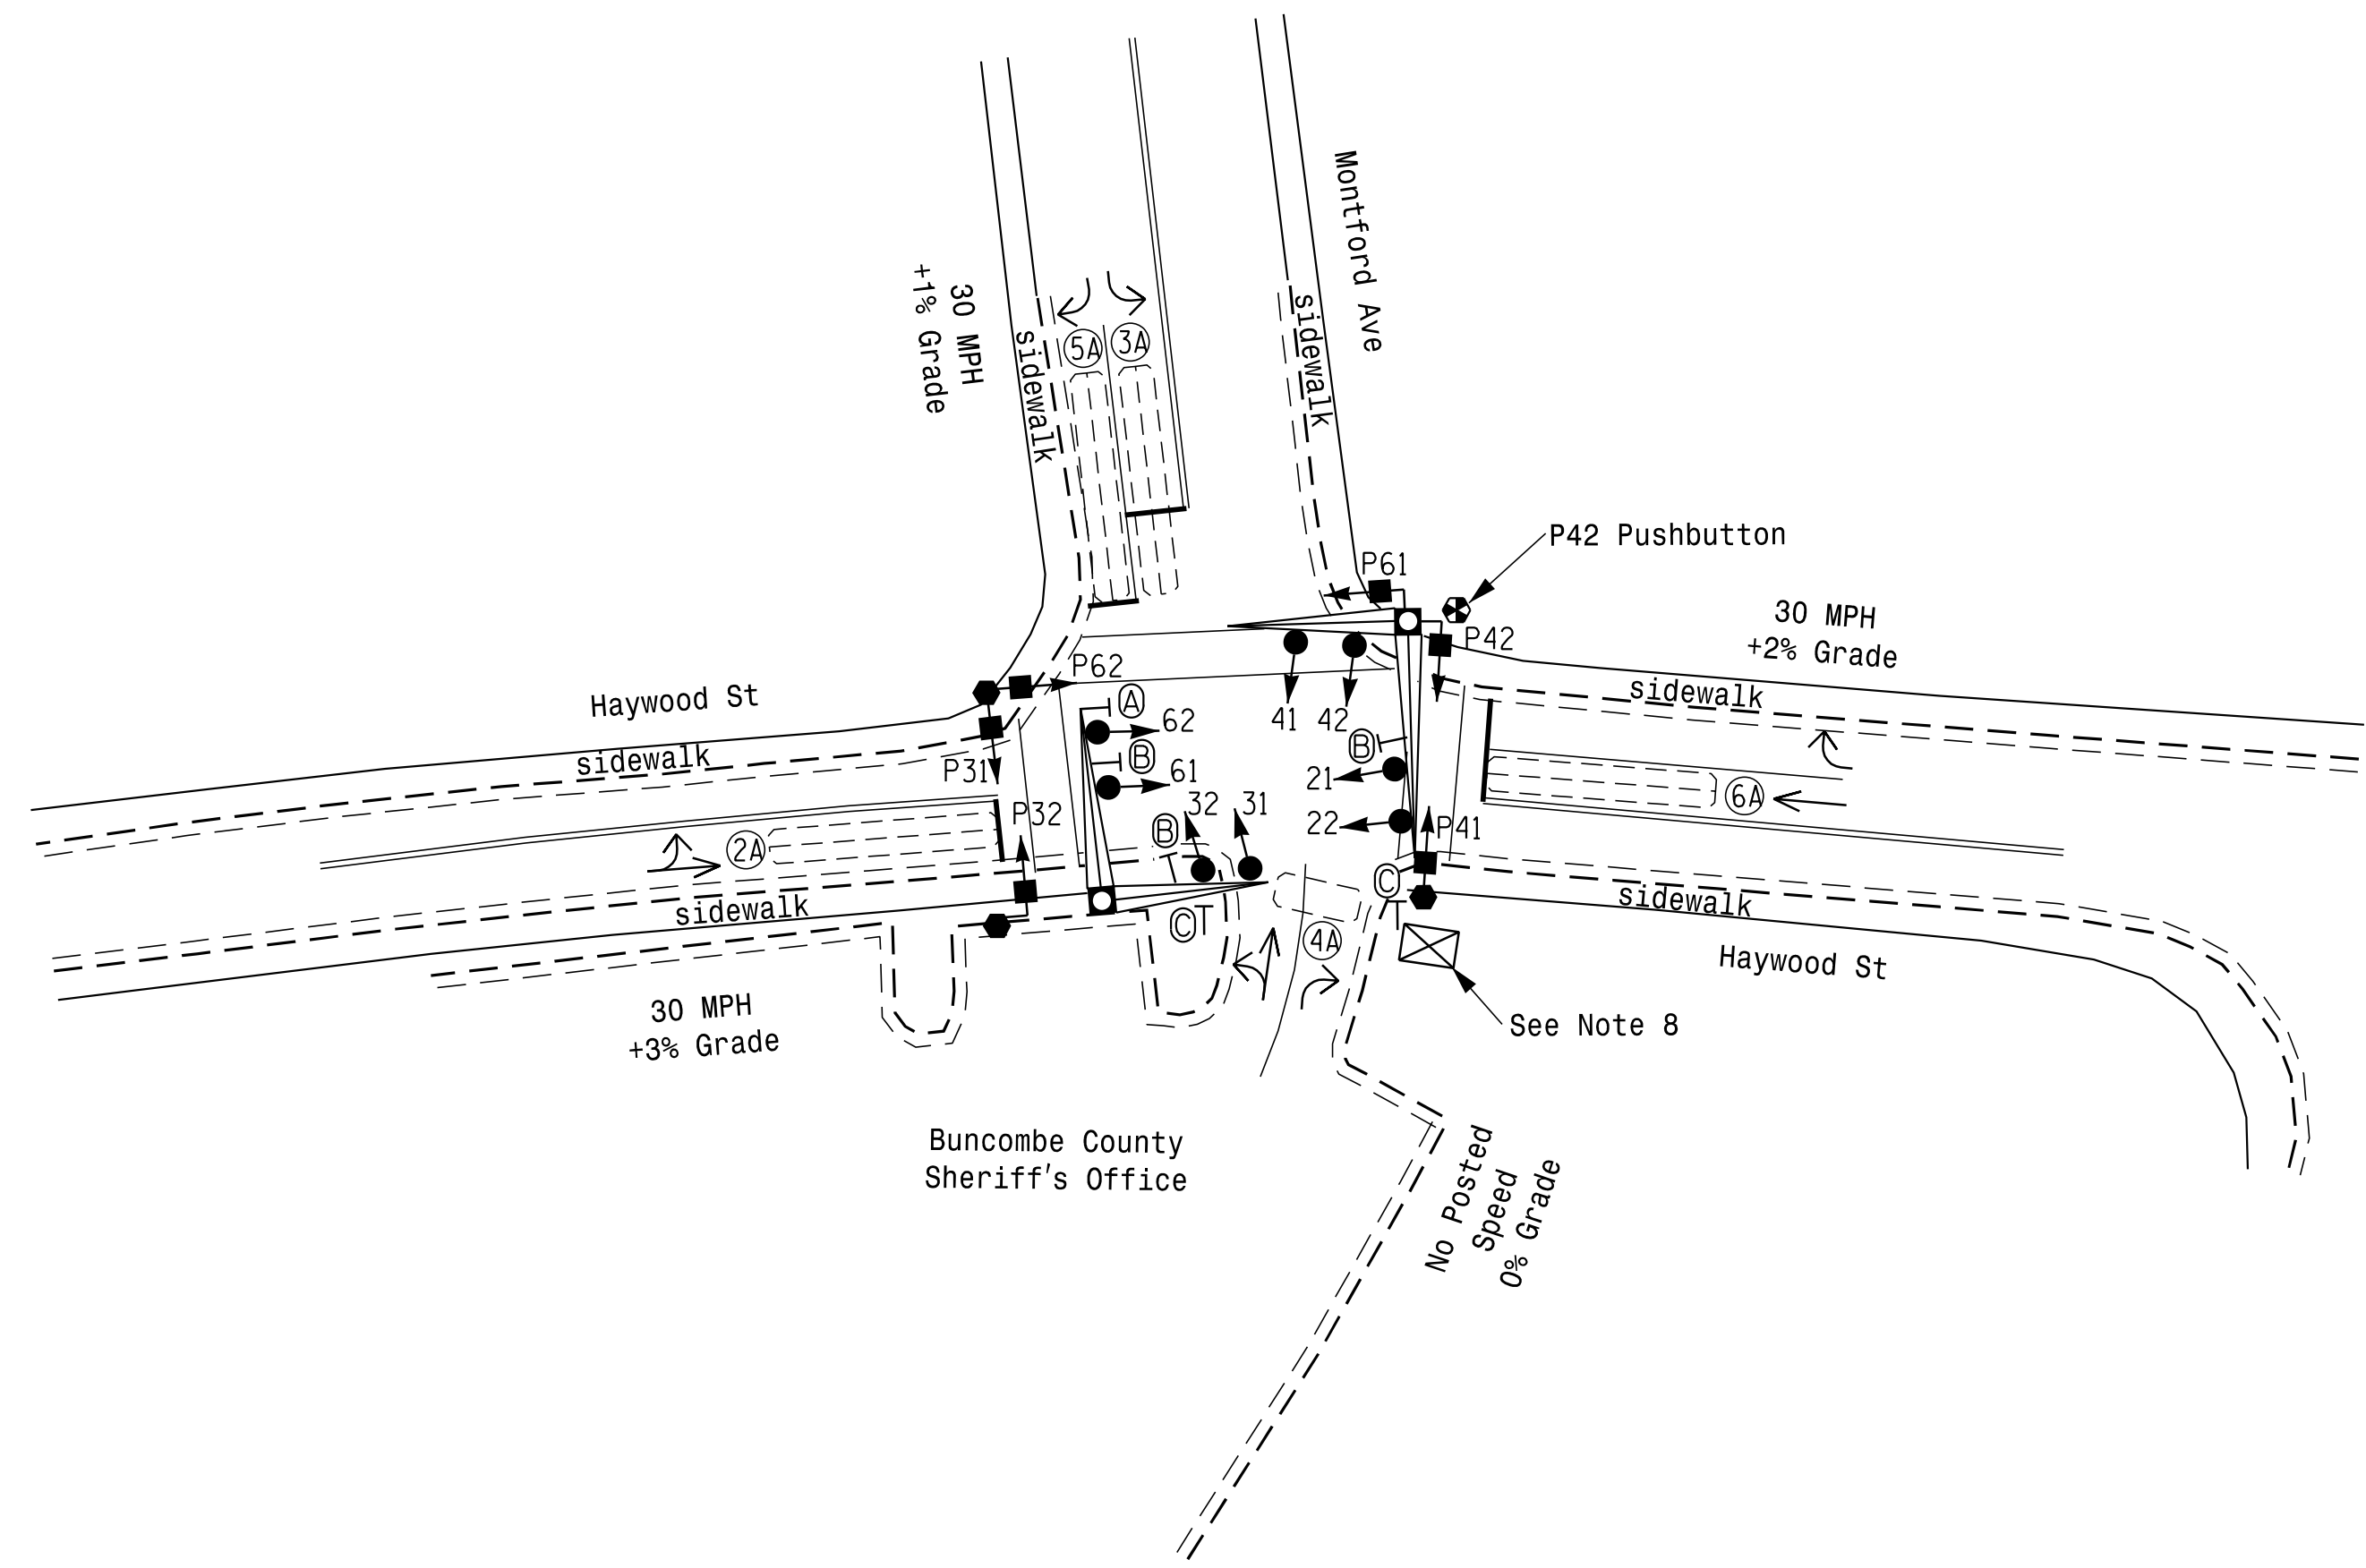 Montford Ave
30 MPH
+1% Grade
sidewalk
5A
3A
sidewalk
P42 Pushbutton
P61
P42
30 MPH
+2% Grade
sidewalk
Haywood St
sidewalk
P62
A
62
B
61
41
42
B
21
22
P31
P32
32
31
B
P41
6A
2A
C
sidewalk
C
4A
sidewalk
Haywood St
See Note 8
30 MPH
+3% Grade
Buncombe County
Sheriff's Office
No Posted
Speed
0% Grade